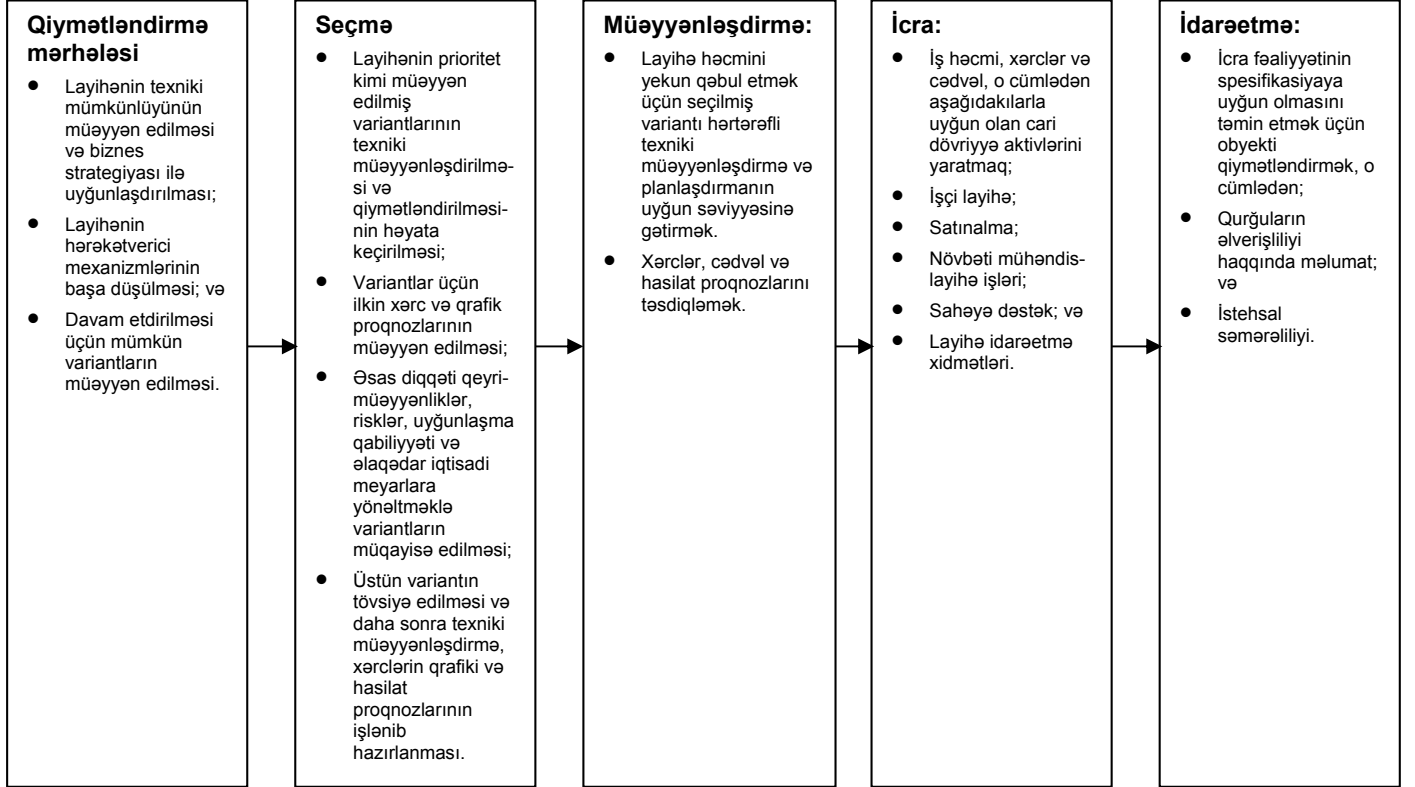 Qiymətləndirmə
mərhələsi
● Layihənin texniki
mümkünlüyünün
müəyyən edilməsi
və biznes
strategiyası ilə
uyğunlaşdırılması;
● Layihənin
hərəkətverici
mexanizmlərinin
başa düşülməsi; və
● Davam etdirilməsi
üçün mümkün
variantların
müəyyən edilməsi.
Seçmə
● Layihənin prioritet
kimi müəyyən
edilmiş
variantlarının
texniki
müəyyənləşdirilmə-
si və
qiymətləndirilməsi-
nin həyata
keçirilməsi;
● Variantlar üçün
ilkin xərc və qrafik
proqnozlarının
müəyyən edilməsi;
● Əsas diqqəti qeyri-
müəyyənliklər,
risklər, uyğunlaşma
qabiliyyəti və
əlaqədar iqtisadi
meyarlara
yönəltməklə
variantların
müqayisə edilməsi;
● Üstün variantın
tövsiyə edilməsi və
daha sonra texniki
müəyyənləşdirmə,
xərclərin qrafiki və
hasilat
proqnozlarının
işlənib
hazırlanması.
Müəyyənləşdirmə:
● Layihə həcmini
yekun qəbul etmək
üçün seçilmiş
variantı hərtərəfli
texniki
müəyyənləşdirmə və
planlaşdırmanın
uyğun səviyyəsinə
gətirmək.
● Xərclər, cədvəl və
hasilat proqnozlarını
təsdiqləmək.
İcra:
● İş həcmi, xərclər və
cədvəl, o cümlədən
aşağıdakılarla
uyğun olan cari
dövriyyə aktivlərini
yaratmaq;
● İşçi layihə;
● Satınalma;
● Növbəti mühəndis-
layihə işləri;
● Sahəyə dəstək; və
● Layihə idarəetmə
xidmətləri.
İdarəetmə:
● İcra fəaliyyətinin
spesifikasiyaya
uyğun olmasını
təmin etmək üçün
obyekti
qiymətləndirmək, o
cümlədən;
● Qurğuların
əlverişliliyi
haqqında məlumat;
və
● İstehsal
səmərəliliyi.